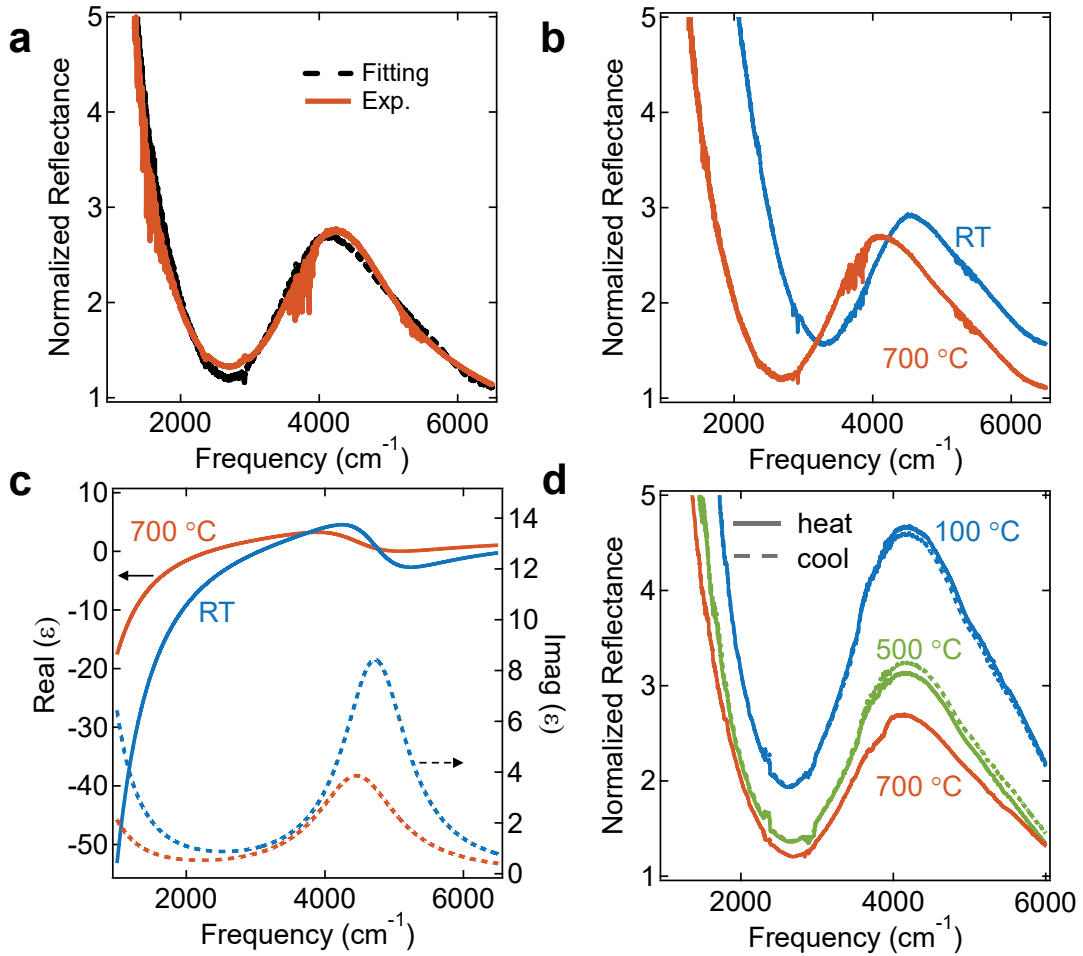 a
Normalized Reflectance
5
4
3
2
1
Fitting
Exp.
2000
4000
6000
Frequency (cm-1)
b
Normalized Reflectance
5
4
3
2
1
RT
700 °C
2000
4000
6000
Frequency (cm-1)
c
Real (ε)
10
0
-10
-20
-30
-40
-50
700 °C
RT
14
12
10
8
6
4
2
0
Imag (ε)
2000
4000
6000
Frequency (cm-1)
d
Normalized Reflectance
5
4
3
2
1
heat
cool
100 °C
500 °C
700 °C
2000
4000
6000
Frequency (cm-1)